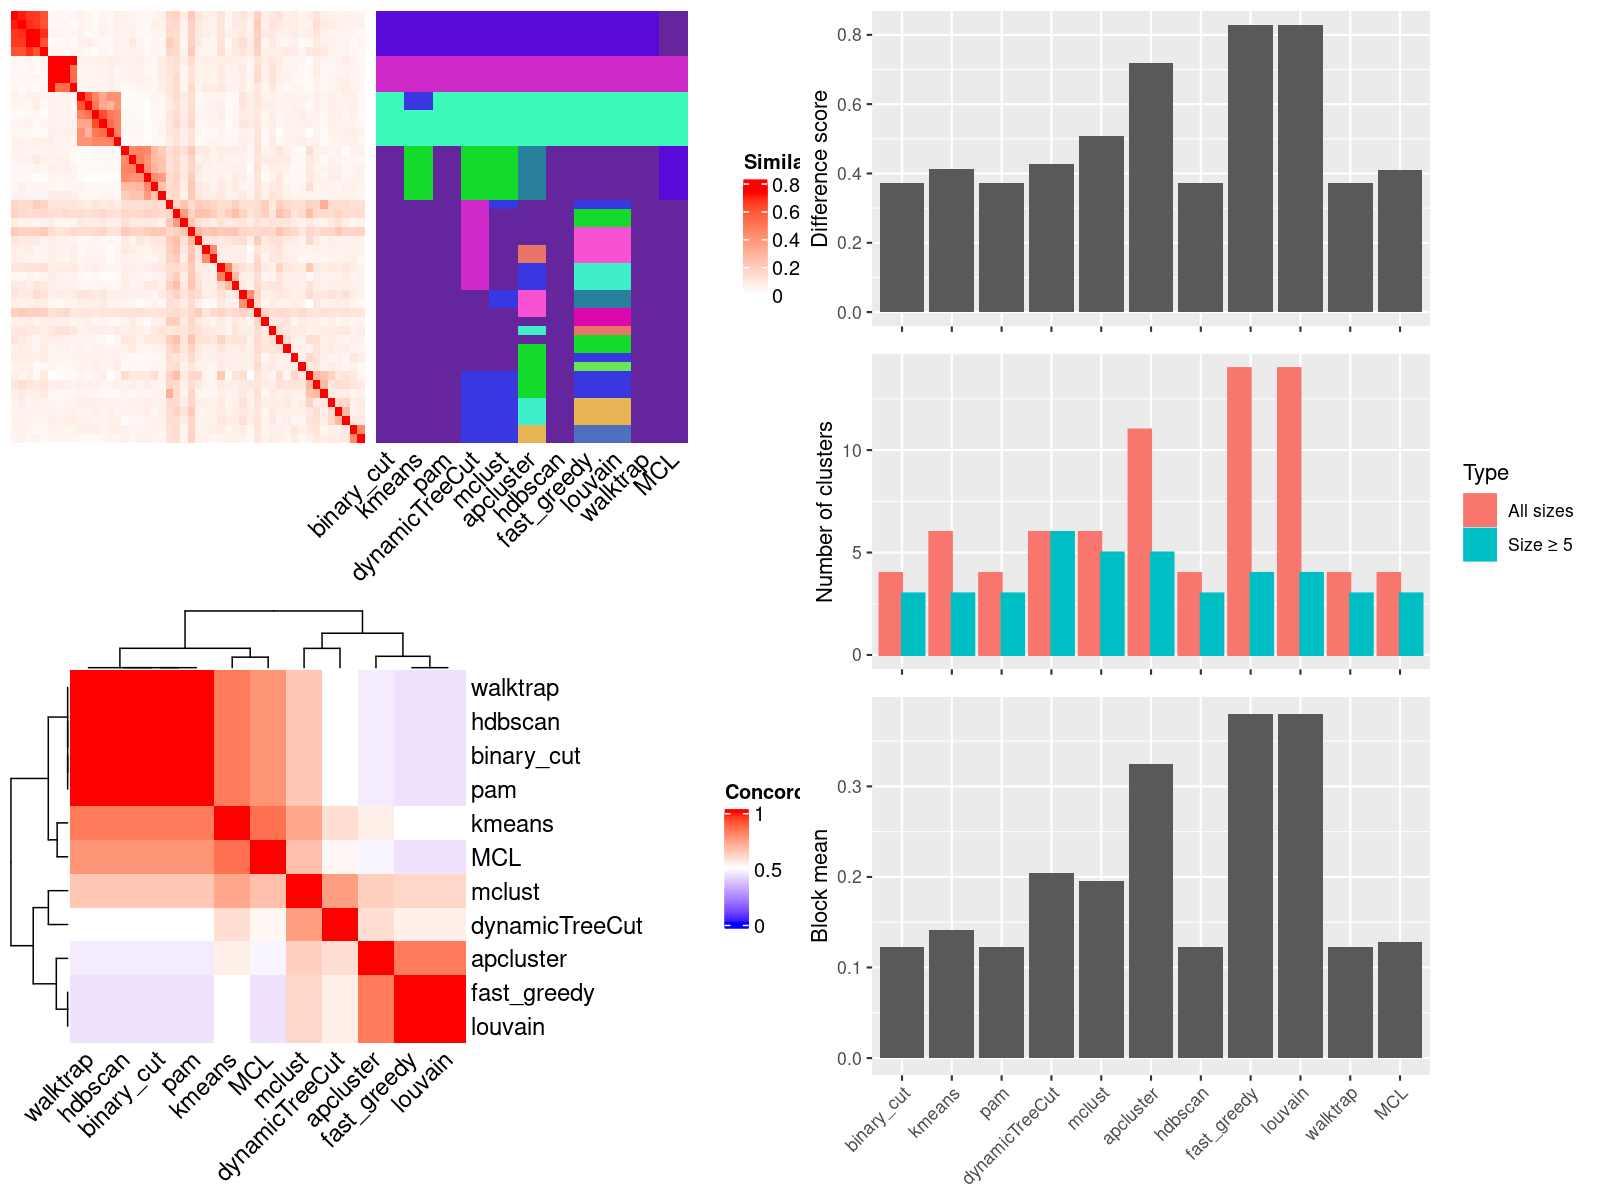 Simila
0.8
0.6
0.4
0.2
0
binary_cut
kmeans
pam
dynamicTreeCut
mclust
apcluster
hdbscan
fast_greedy
louvain
walktrap
MCL
Difference score
0.8
0.6
0.4
0.2
0.0
Number of clusters
10
5
0
Type
All sizes
Size ≥ 5
walktrap
hdbscan
binary_cut
pam
kmeans
MCL
mclust
dynamicTreeCut
apcluster
fast_greedy
louvain
walktrap
hdbscan
binary_cut
pam
kmeans
MCL
mclust
dynamicTreeCut
apcluster
fast_greedy
louvain
Concord
1
0.5
0
Block mean
0.3
0.2
0.1
0.0
binary_cut
kmeans
pam
dynamicTreeCut
mclust
apcluster
hdbscan
fast_greedy
louvain
walktrap
MCL